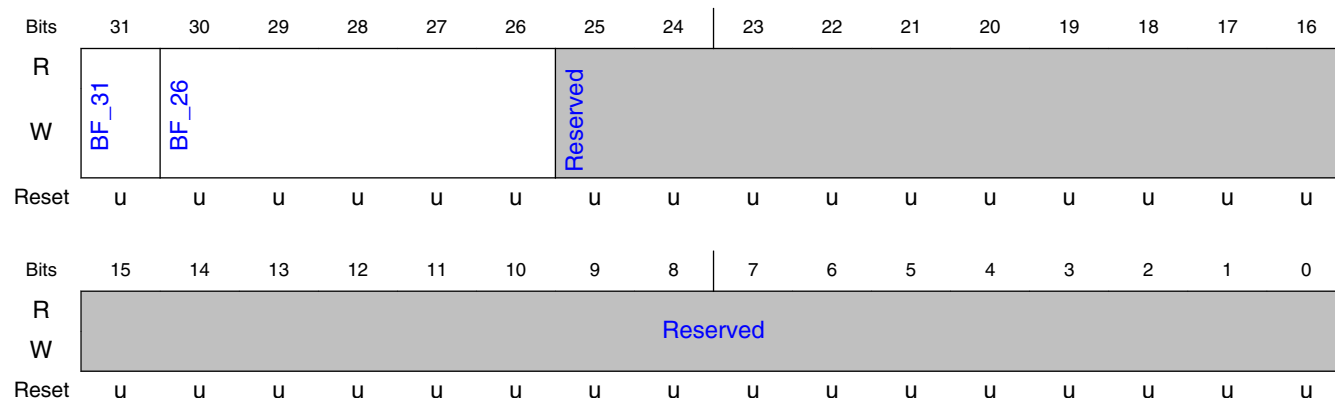 Bits 31 30 29 28 27 26 25 24 23 22 21 20 19 18 17 16
R
W
BF_31
BF_26
Reserved
Reset u u u u u u u u u u u u u u u u
Bits 15 14 13 12 11 10 9 8 7 6 5 4 3 2 1 0
R
W
Reserved
Reset u u u u u u u u u u u u u u u u